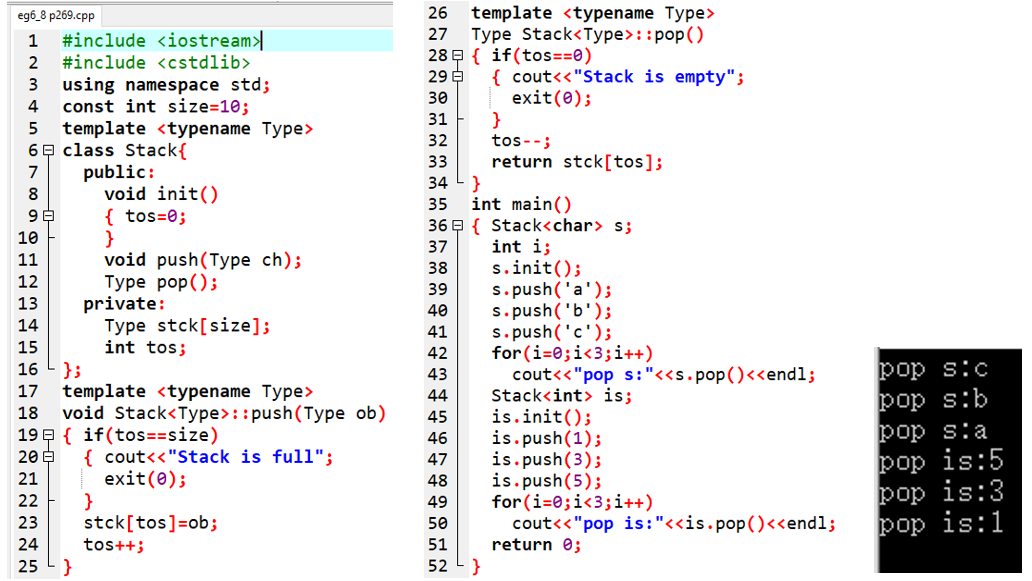 eg6_8 p269.cpp
1 #include <iostream>
2 #include <cstdlib>
3 using namespace std;
4 const int size=10;
5 template <typename Type>
6 class Stack{
7 public:
8 void init()
9 { tos=0;
10 }
11 void push(Type ch);
12 Type pop();
13 private:
14 Type stck[size];
15 int tos;
16 };
17 template <typename Type>
18 void Stack<Type>::push(Type ob)
19 { if(tos==size)
20 { cout<<"Stack is full";
21 exit(0);
22 }
23 stck[tos]=ob;
24 tos++;
25 }
26 template <typename Type>
27 Type Stack<Type>::pop()
28 { if(tos==0)
29 { cout<<"Stack is empty";
30 exit(0);
31 }
32 tos--;
33 return stck[tos];
34 }
35 int main()
36 { Stack<char> s;
37 int i;
38 s.init();
39 s.push('a');
40 s.push('b');
41 s.push('c');
42 for(i=0;i<3;i++)
43 cout<<"pop s:"<<s.pop()<<endl;
44 Stack<int> is;
45 is.init();
46 is.push(1);
47 is.push(3);
48 is.push(5);
49 for(i=0;i<3;i++)
50 cout<<"pop is:"<<is.pop()<<endl;
51 return 0;
52 }
pop s:c
pop s:b
pop s:a
pop is:5
pop is:3
pop is:1